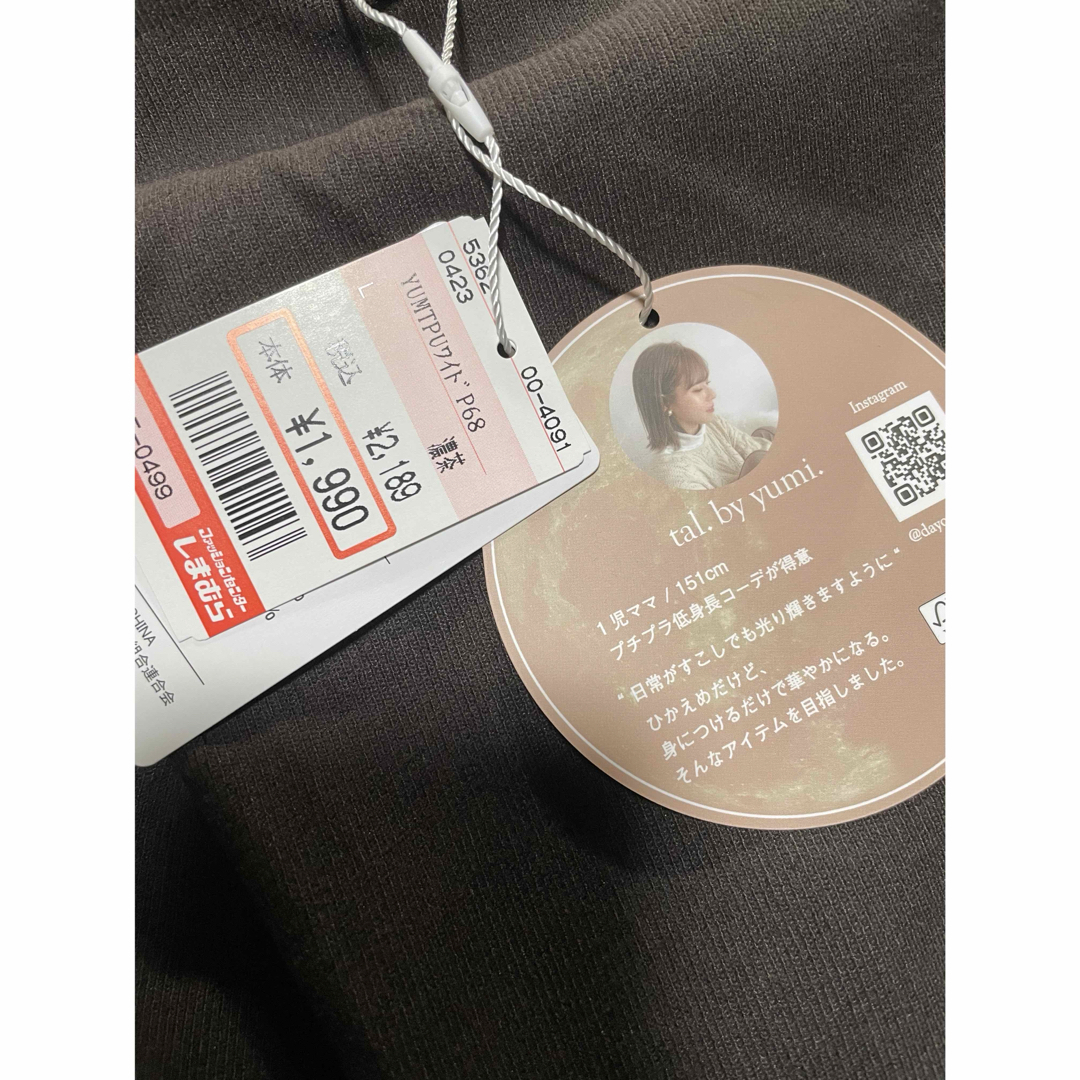 5362
0423
00-4091
L
YUMTPUワイド P68
濃茶
税込
¥2,189
本体
¥1,990
0499
ファッションセンター
しまむら
組合連合会
Instagram
tal. by yumi.
1児ママ / 151cm
プチプラ低身長コーデが得意
“日常がすこしでも光り輝きますように“
ひかえめだけど、
身につけるだけで華やかになる。
そんなアイテムを目指しました。